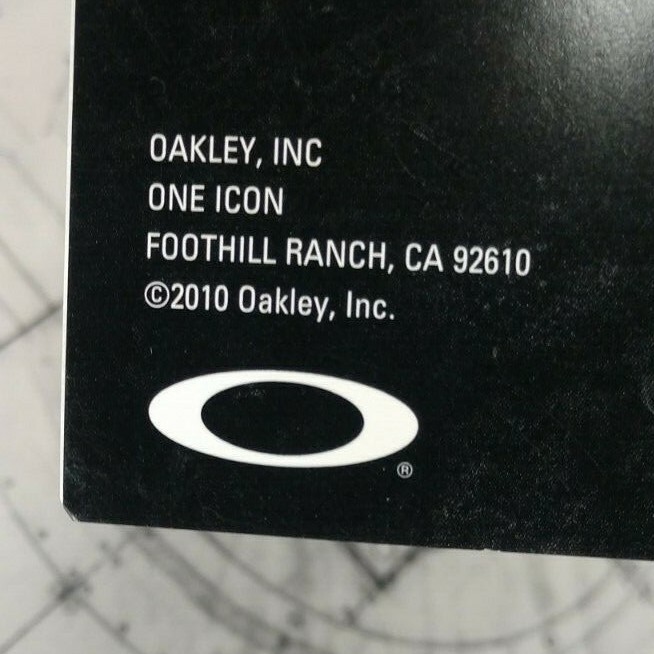 OAKLEY, INC
ONE ICON
FOOTHILL RANCH, CA 92610
©2010 Oakley, Inc.
®